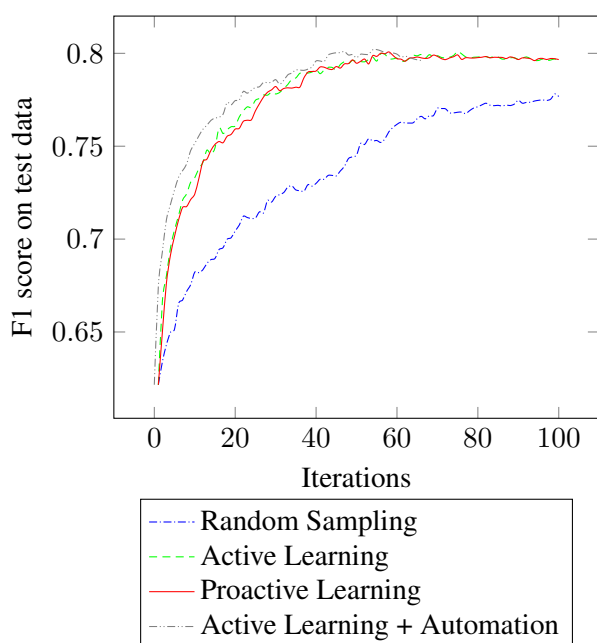 0.8
0.75
0.7
0.65
F1 score on test data
0 20 40 60 80 100
Iterations
Random Sampling
Active Learning
Proactive Learning
Active Learning + Automation